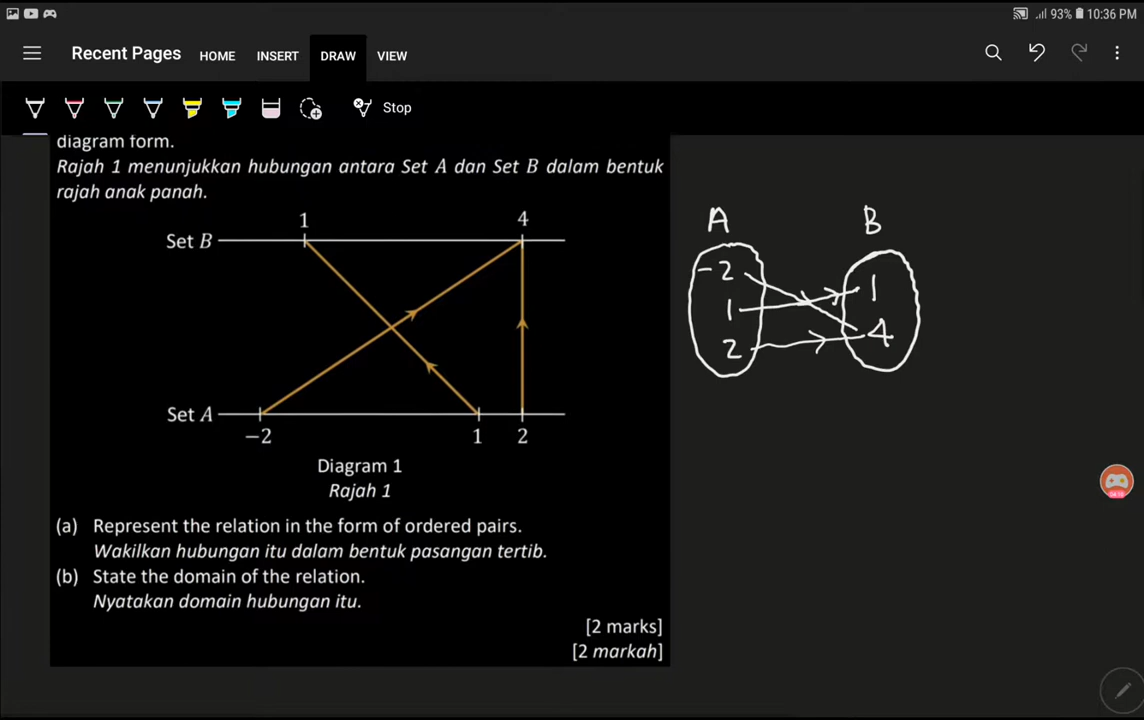 93% 10:36 PM
Recent Pages HOME INSERT DRAW VIEW
Stop
diagram form.
Rajah 1 menunjukkan hubungan antara Set A dan Set B dalam bentuk
rajah anak panah.
1 4
Set B
Set A
−2 1 2
Diagram 1
Rajah 1
(a) Represent the relation in the form of ordered pairs.
Wakilkan hubungan itu dalam bentuk pasangan tertib.
(b) State the domain of the relation.
Nyatakan domain hubungan itu.
[2 marks]
[2 markah]
A B
-2
1 1
2 4